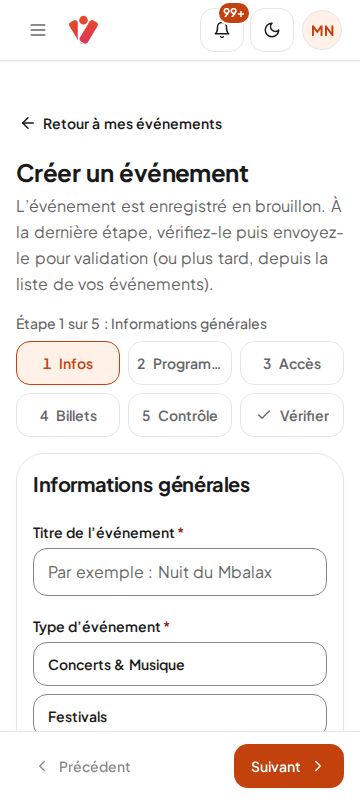 99+
MN
Retour à mes événements
Créer un événement
L'événement est enregistré en brouillon. À
la dernière étape, vérifiez-le puis envoyez-
le pour validation (ou plus tard, depuis la
liste de vos événements).
Étape 1 sur 5 : Informations générales
1 Infos
2 Program...
3 Accès
4 Billets
5 Contrôle
Vérifier
Informations générales
Titre de l'événement *
Par exemple : Nuit du Mbalax
Type d'événement *
Concerts & Musique
Festivals
Précédent
Suivant